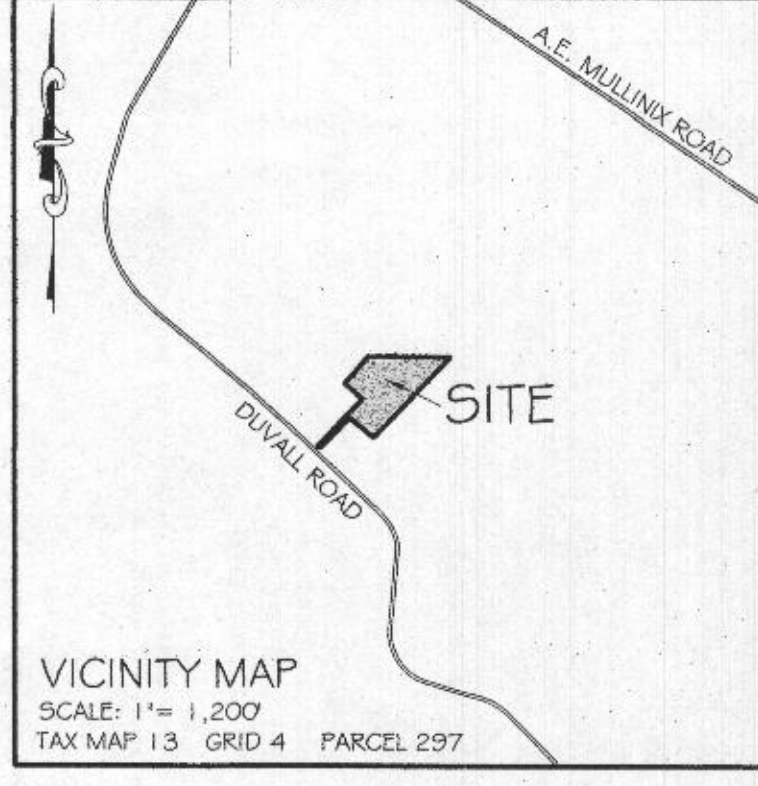 A.E. MULLINIX ROAD
SITE
DUVALL ROAD
VICINITY MAP
SCALE: 1"= 1,200'
TAX MAP 13 GRID 4 PARCEL 297